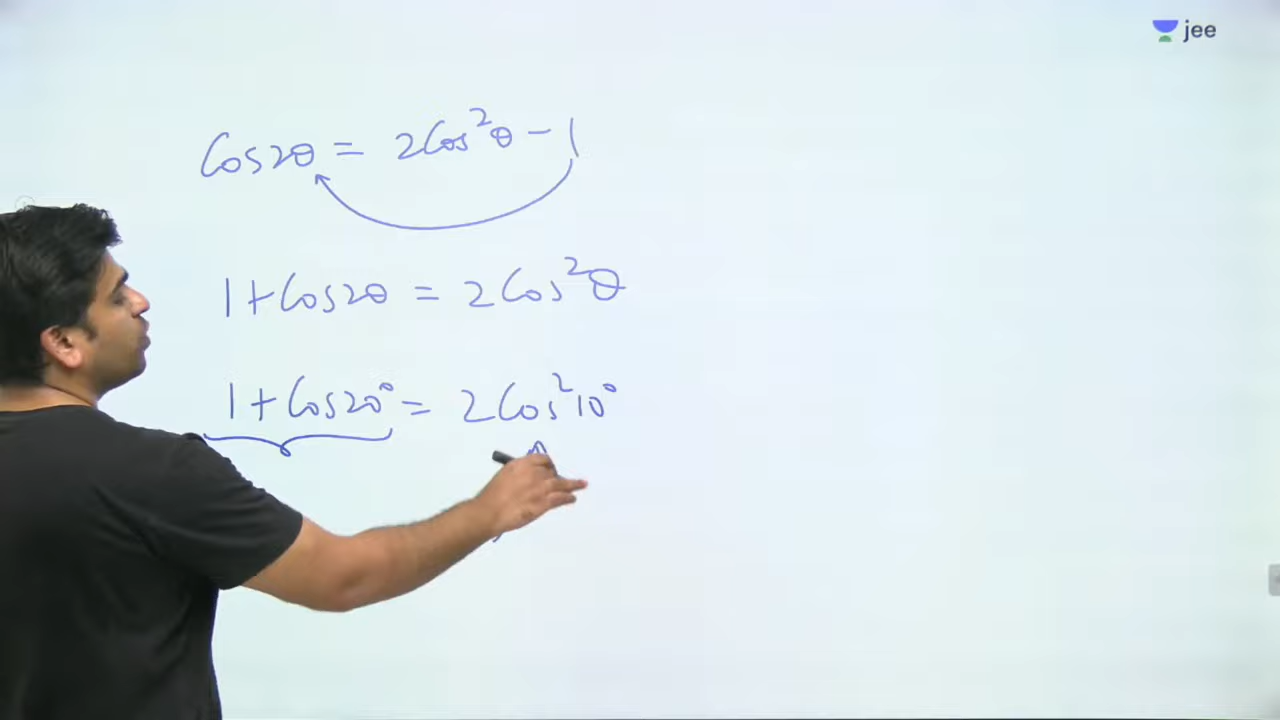 jee
Cos2θ = 2Cos²θ - 1
1 + Cos2θ = 2Cos²θ
1 + Cos20° = 2Cos²10°